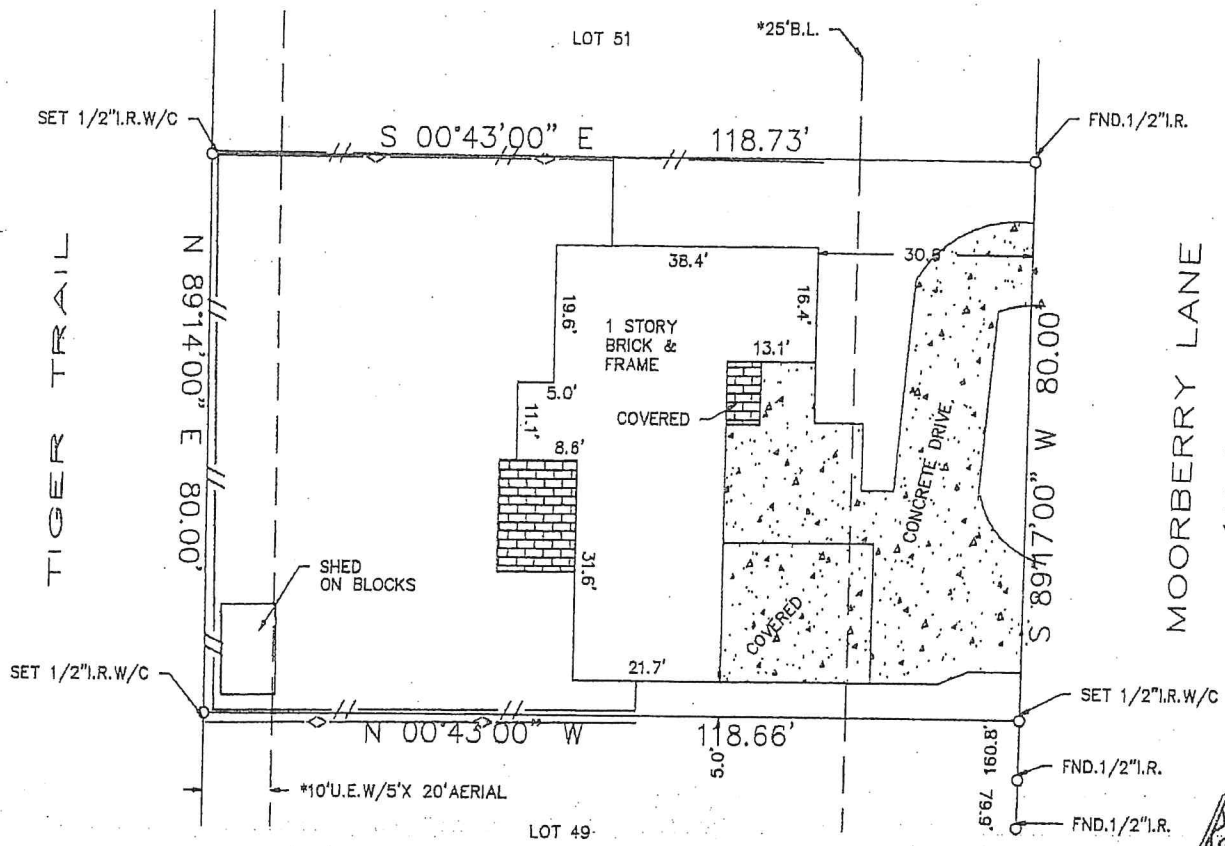 LOT 51
*25'B.L.
SET 1/2"I.R.W/C
S 00°43'00" E 118.73'
FND.1/2"I.R.
TIGER TRAIL
N 89°14'00" E 80.00'
38.4'
19.6'
16.4'
1 STORY
BRICK &
FRAME
13.1'
5.0'
COVERED
11.1'
8.6'
CONCRETE DRIVE
S 89°17'00" W 80.00
MOORBERRY LANE
SHED
ON BLOCKS
31.6'
COVERED
SET 1/2"I.R.W/C
21.7'
SET 1/2"I.R.W/C
N 00°43'00" W 118.66'
5.0'
160.8'
FND.1/2"I.R.
*10'U.E.W/5'X 20'AERIAL
79.9'
FND.1/2"I.R.
LOT 49